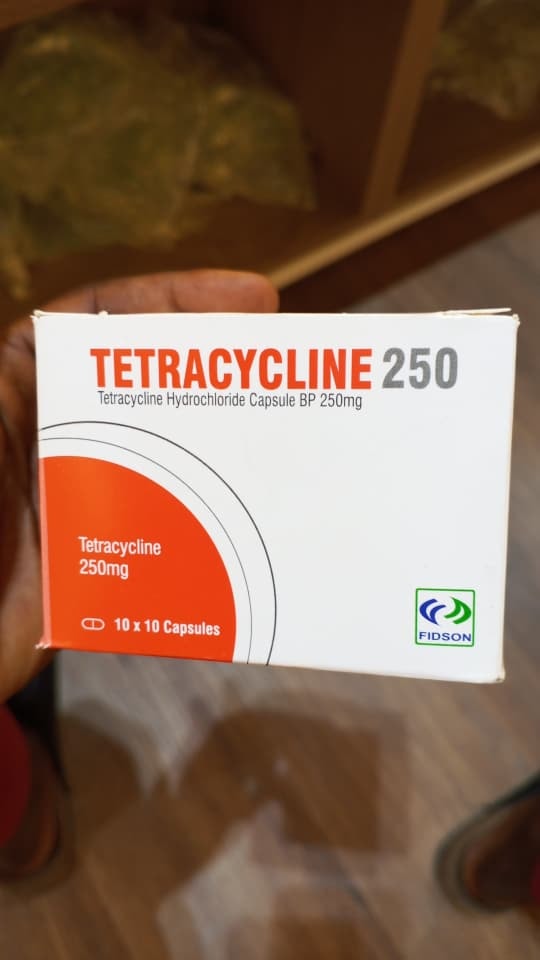 TETRACYCLINE 250
Tetracycline Hydrochloride Capsule BP 250mg
Tetracycline
250mg
10 x 10 Capsules
FIDSON